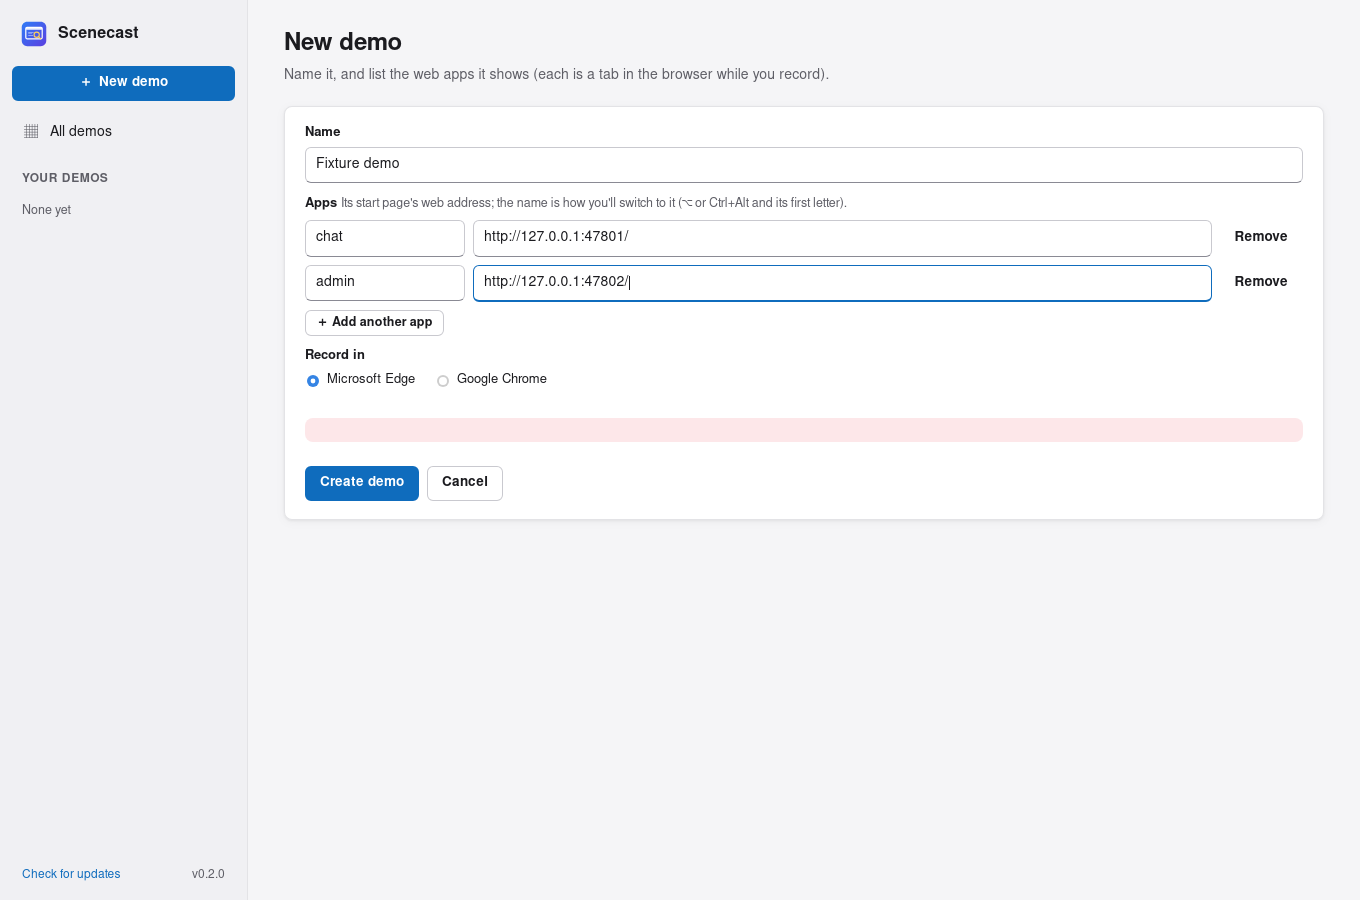 Scenecast
+ New demo
All demos
YOUR DEMOS
None yet
Check for updates
v0.2.0
New demo
Name it, and list the web apps it shows (each is a tab in the browser while you record).
Name
Fixture demo
Apps Its start page's web address; the name is how you'll switch to it (⌥ or Ctrl+Alt and its first letter).
chat http://127.0.0.1:47801/ Remove
admin http://127.0.0.1:47802/ Remove
+ Add another app
Record in
Microsoft Edge Google Chrome
Create demo Cancel